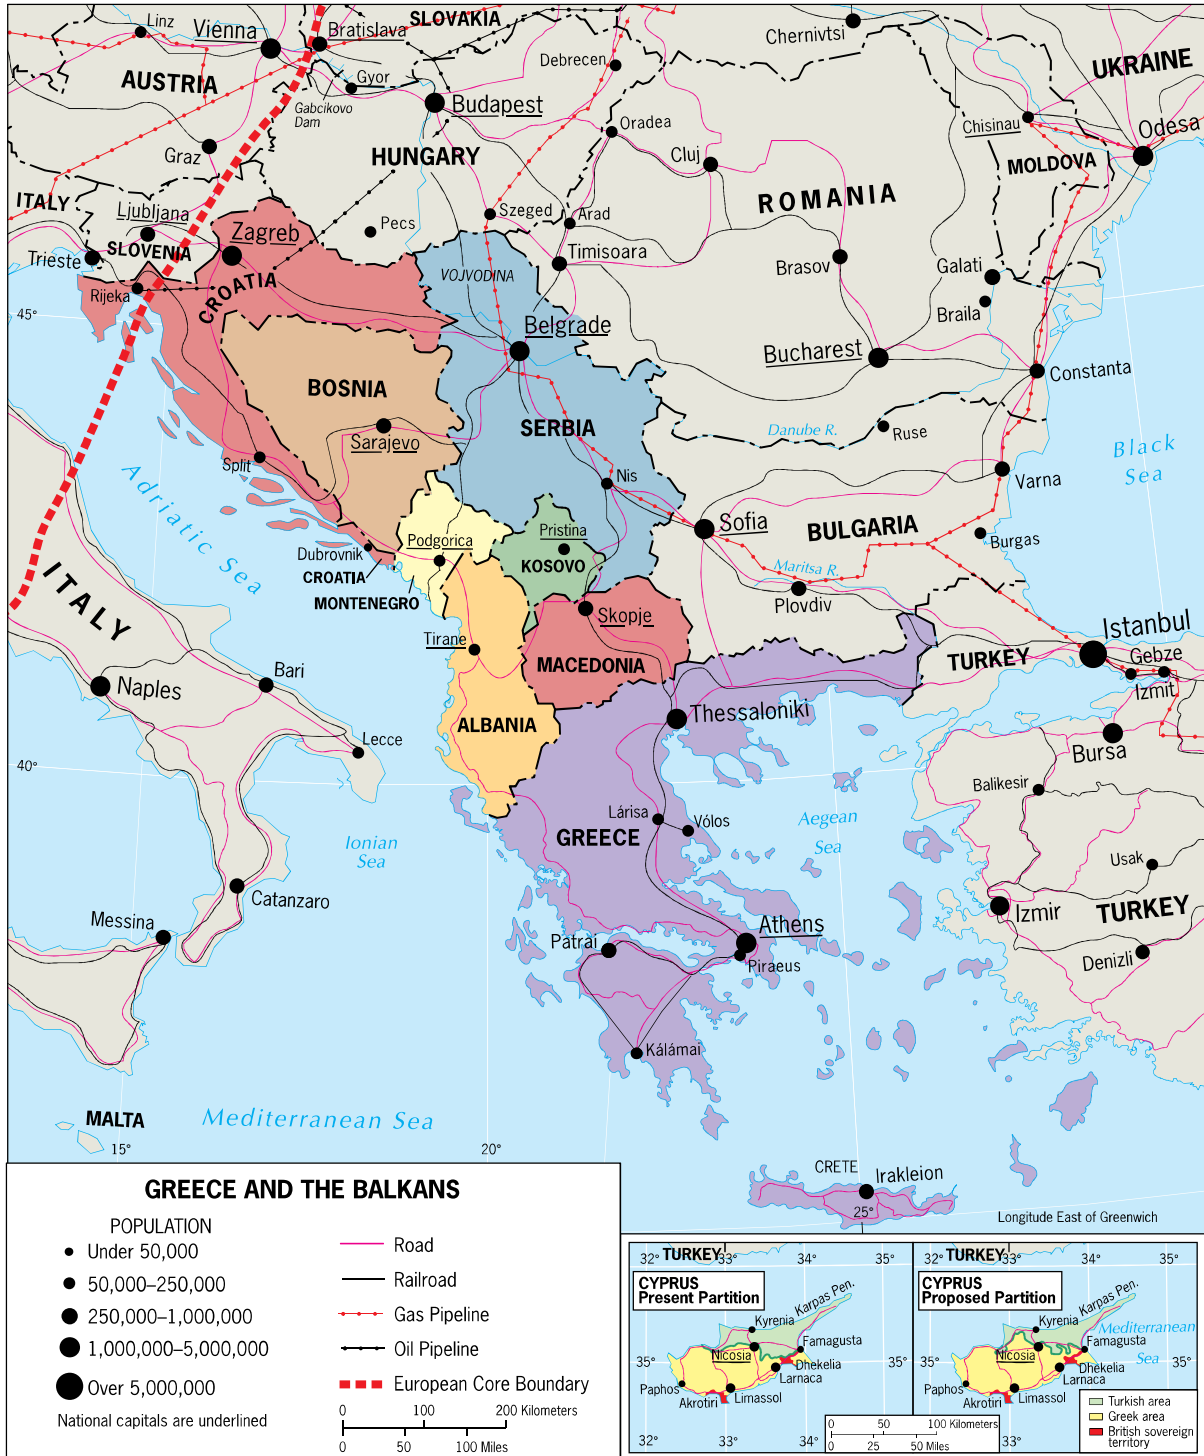 SLOVAKIA
Linz
Vienna
Bratislava
Chernivtsi
UKRAINE
AUSTRIA
Debrecen
Gyor
Gabcikovo
Dam
Budapest
Chisinau
Odesa
Oradea
Graz
HUNGARY
Cluj
MOLDOVA
ITALY
Ljubljana
ROMANIA
Szeged
Arad
Pecs
Zagreb
SLOVENIA
Trieste
Timisoara
Brasov
Galati
VOJVODINA
Rijeka
CROATIA
Braila
45°
Belgrade
Bucharest
Constanta
BOSNIA
SERBIA
Danube R.
Ruse
Black
Sea
Sarajevo
Split
Nis
Varna
Adriatic Sea
Sofia
BULGARIA
Pristina
Podgorica
Burgas
Dubrovnik
KOSOVO
CROATIA
Maritsa R.
MONTENEGRO
Plovdiv
ITALY
Skopje
Istanbul
Tirane
TURKEY
Gebze
MACEDONIA
Izmit
Bari
Naples
Thessaloniki
ALBANIA
Bursa
Lecce
40°
Balikesir
Lárisa
Vólos
Aegean
Sea
GREECE
Ionian
Sea
Usak
Catanzaro
Izmir
TURKEY
Messina
Athens
Patrai
Piraeus
Denizli
Kálámai
MALTA
Mediterranean Sea
15°
20°
CRETE
Irakleion
25°
Longitude East of Greenwich
GREECE AND THE BALKANS
POPULATION
Under 50,000
50,000–250,000
250,000–1,000,000
1,000,000–5,000,000
Over 5,000,000
National capitals are underlined
Road
Railroad
Gas Pipeline
Oil Pipeline
European Core Boundary
0 100 200 Kilometers
0 50 100 Miles
32° TURKEY 33° 34° 35°
CYPRUS
Present Partition
Karpas Pen.
Kyrenia
Famagusta
Nicosia
35°
Dhekelia
Larnaca
Paphos
Akrotiri
Limassol
32° 33°
32° TURKEY 33° 34° 35°
CYPRUS
Proposed Partition
Karpas Pen.
Kyrenia
Mediterranean
Sea
Famagusta
Nicosia
35°
Dhekelia
Larnaca
Paphos
Akrotiri
Limassol
32° 33°
0 50 100 Kilometers
0 25 50 Miles
Turkish area
Greek area
British sovereign
territory